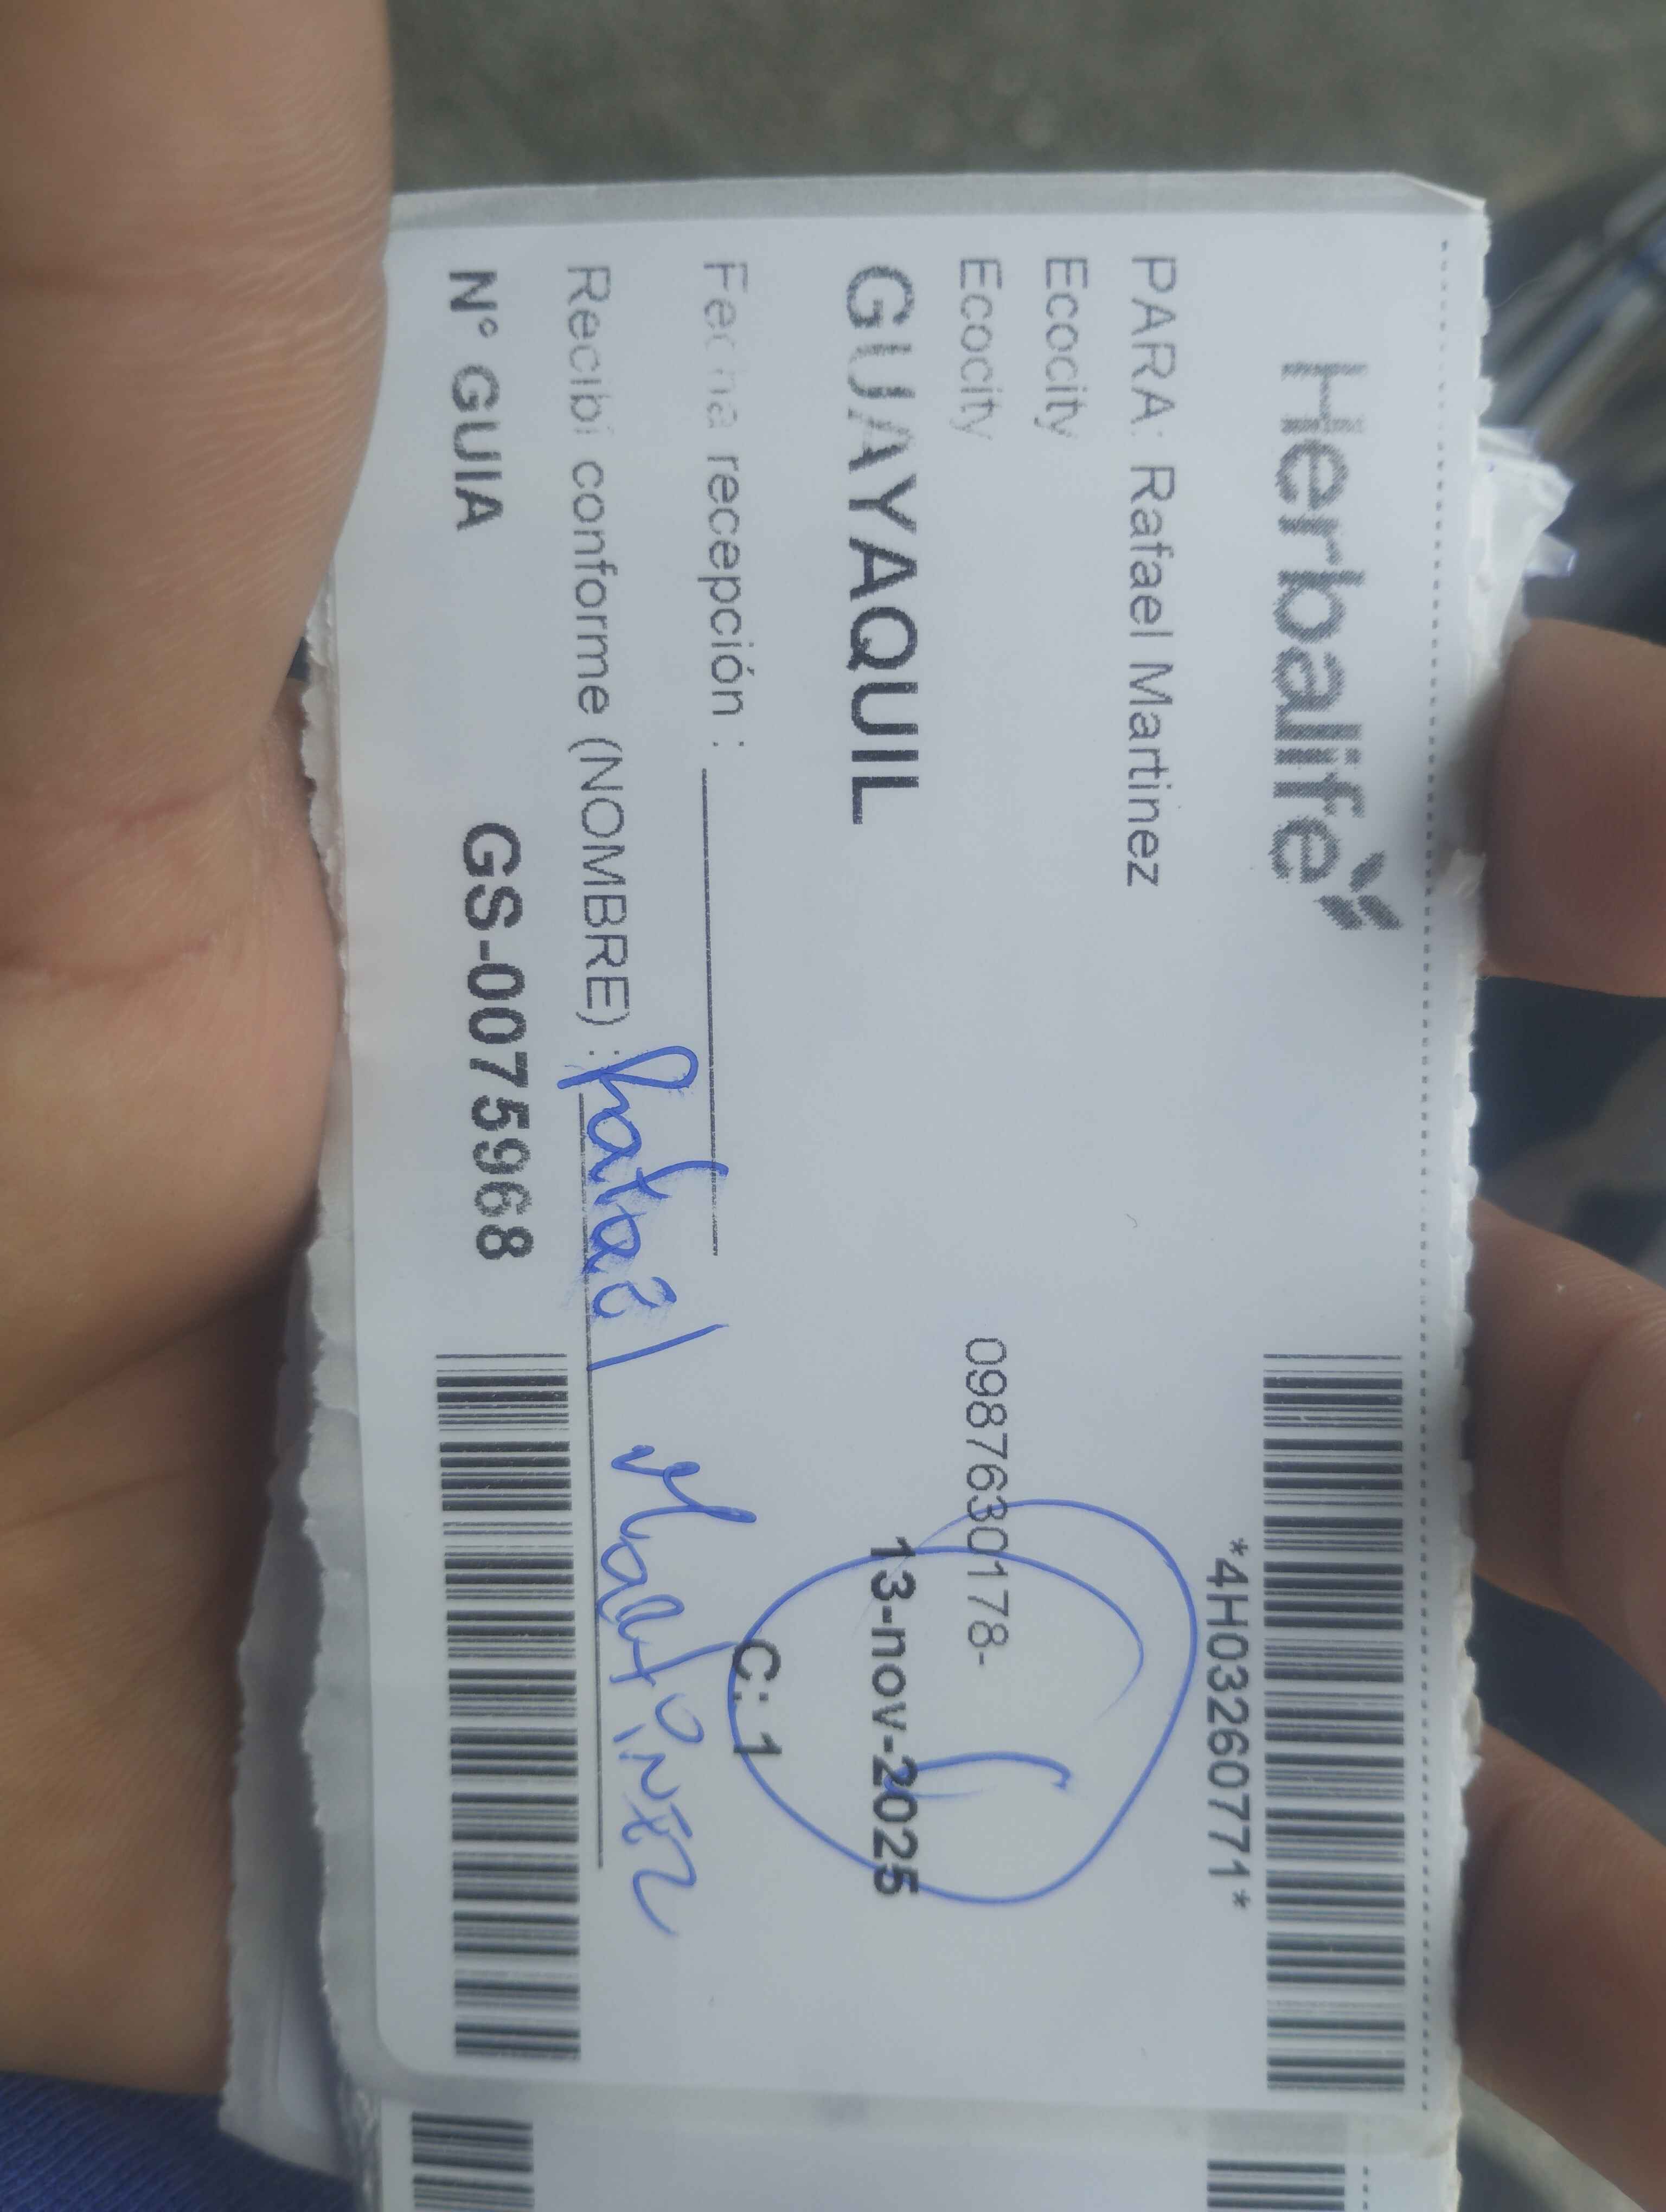 Herbalife
*4H03260771*
PARA: Rafael Martinez
Ecocity
Ecocity
0987630178-
GUAYAQUIL
13-nov-2025
Fecha recepción :
C: 1
Recibi conforme (NOMBRE) : Rafael Martinez
N° GUIA GS-0075968